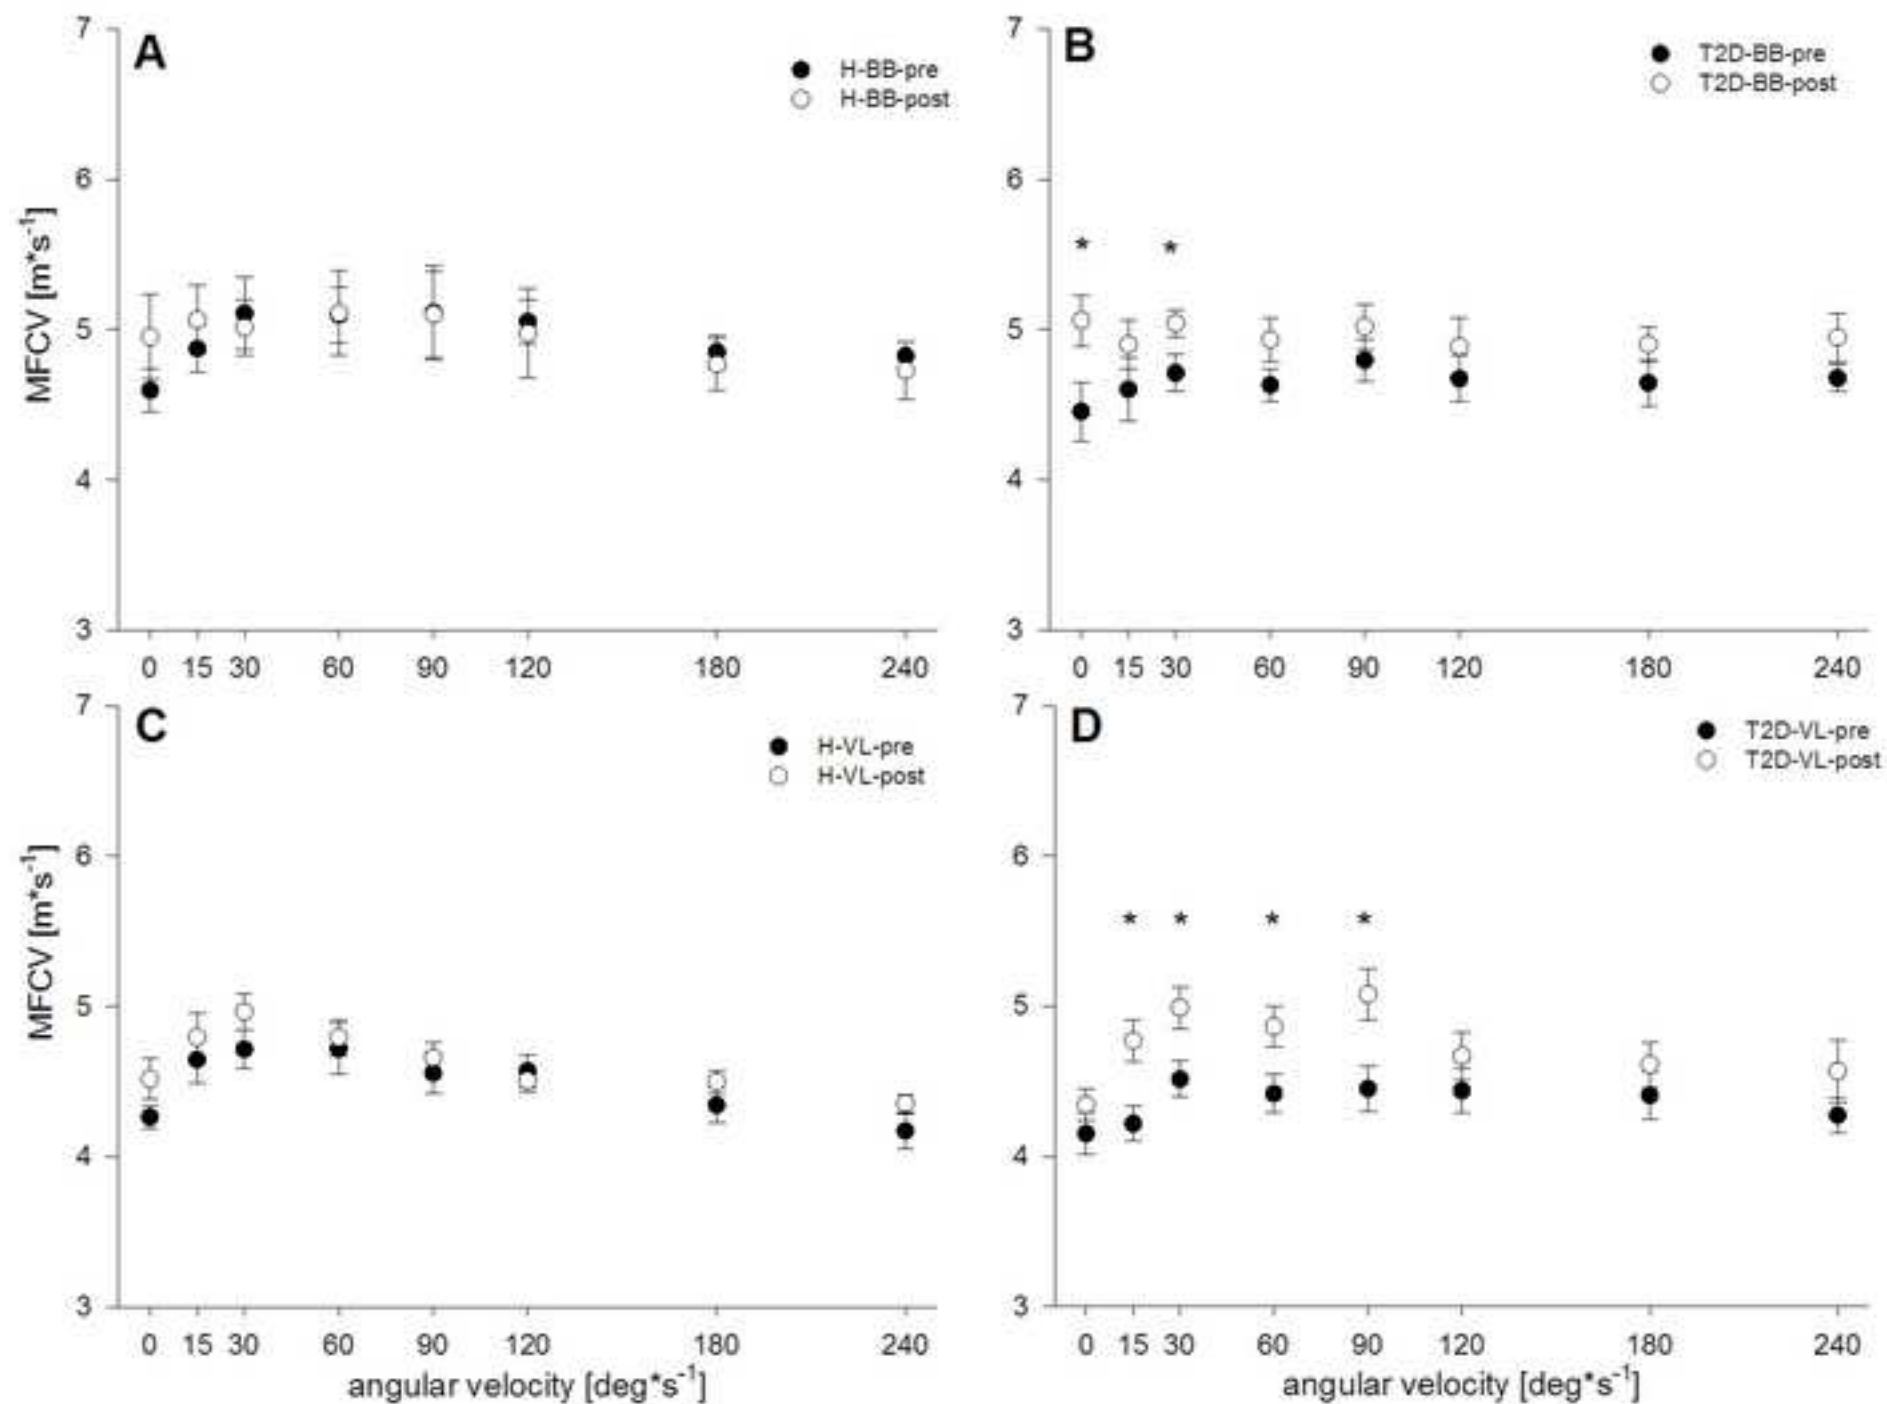 A
H-BB-pre
H-BB-post
7
6
5
4
3
MFCV [m*s-1]
0 15 30 60 90 120 180 240
B
T2D-BB-pre
T2D-BB-post
7
6
5
4
3
* *
0 15 30 60 90 120 180 240
C
H-VL-pre
H-VL-post
7
6
5
4
3
MFCV [m*s-1]
0 15 30 60 90 120 180 240
angular velocity [deg*s-1]
D
T2D-VL-pre
T2D-VL-post
7
6
5
4
3
* * * *
0 15 30 60 90 120 180 240
angular velocity [deg*s-1]